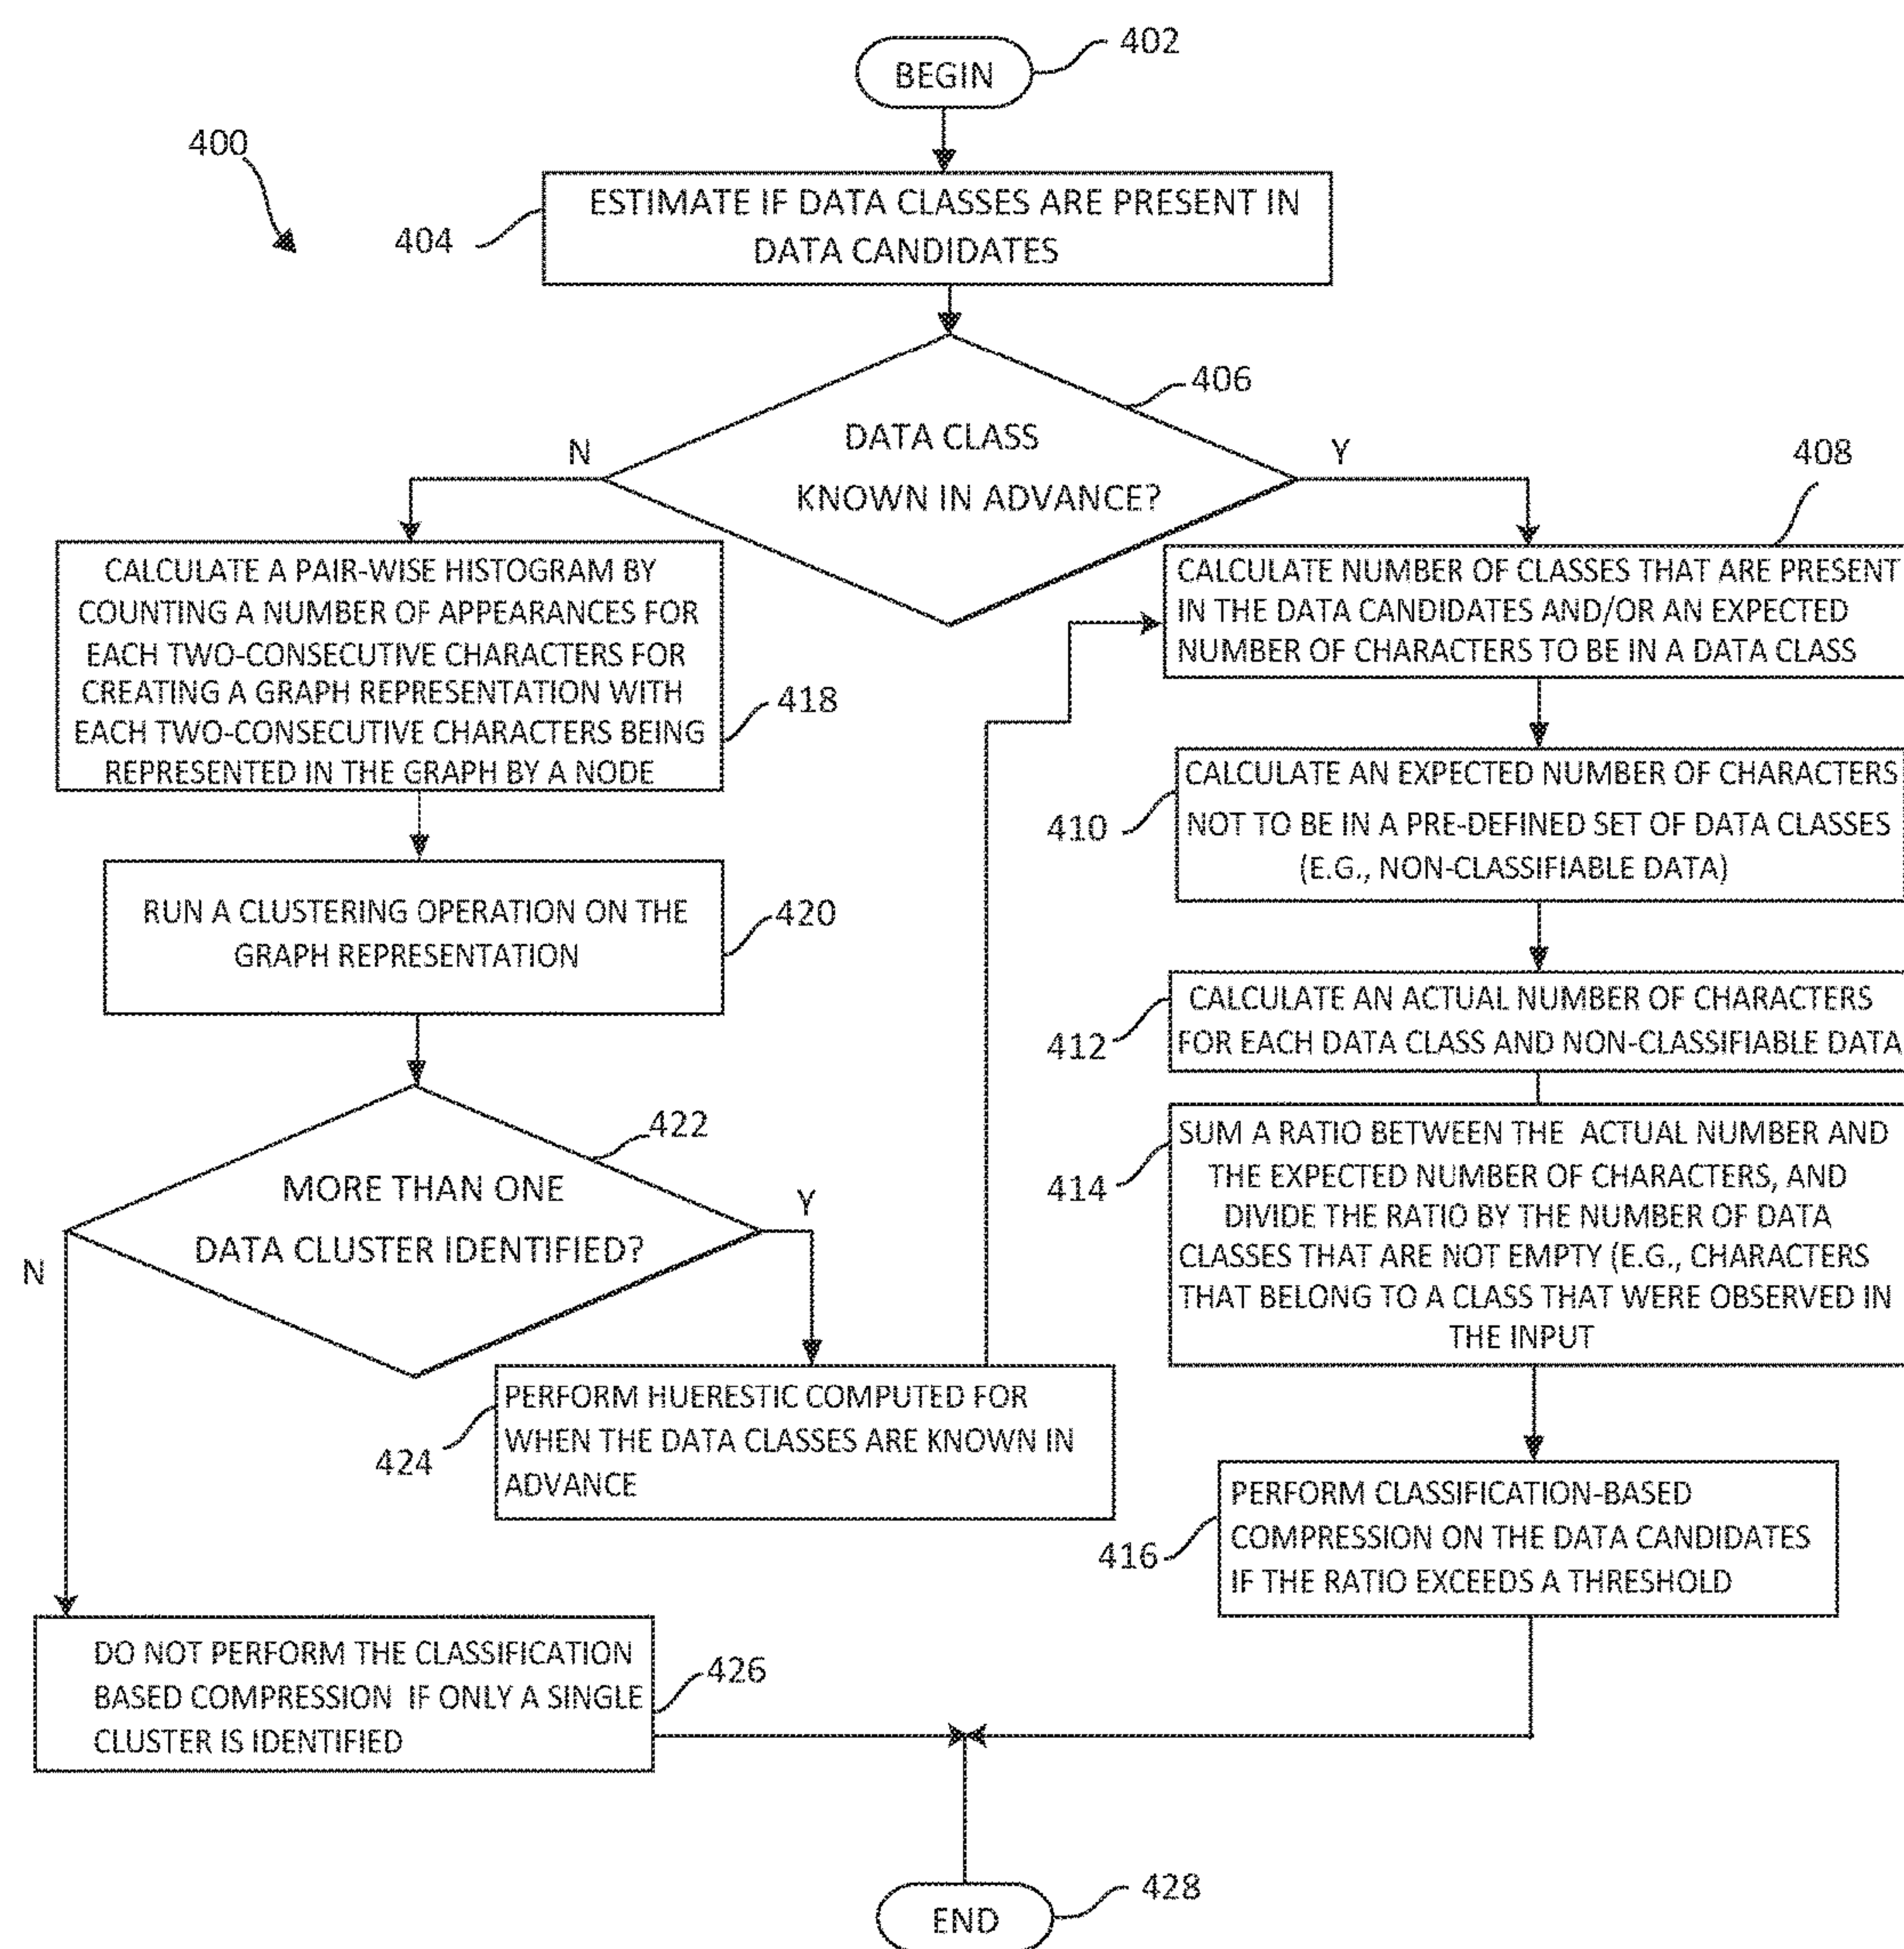 402
BEGIN
400
404
ESTIMATE IF DATA CLASSES ARE PRESENT IN
DATA CANDIDATES
406
DATA CLASS
KNOWN IN ADVANCE?
N
Y
408
CALCULATE A PAIR-WISE HISTOGRAM BY
COUNTING A NUMBER OF APPEARANCES FOR
EACH TWO-CONSECUTIVE CHARACTERS FOR
CREATING A GRAPH REPRESENTATION WITH
EACH TWO-CONSECUTIVE CHARACTERS BEING
REPRESENTED IN THE GRAPH BY A NODE
418
CALCULATE NUMBER OF CLASSES THAT ARE PRESENT
IN THE DATA CANDIDATES AND/OR AN EXPECTED
NUMBER OF CHARACTERS TO BE IN A DATA CLASS
CALCULATE AN EXPECTED NUMBER OF CHARACTERS
NOT TO BE IN A PRE-DEFINED SET OF DATA CLASSES
(E.G., NON-CLASSIFIABLE DATA)
410
RUN A CLUSTERING OPERATION ON THE
GRAPH REPRESENTATION
420
CALCULATE AN ACTUAL NUMBER OF CHARACTERS
FOR EACH DATA CLASS AND NON-CLASSIFIABLE DATA
412
422
MORE THAN ONE
DATA CLUSTER IDENTIFIED?
Y
N
SUM A RATIO BETWEEN THE ACTUAL NUMBER AND
THE EXPECTED NUMBER OF CHARACTERS, AND
DIVIDE THE RATIO BY THE NUMBER OF DATA
CLASSES THAT ARE NOT EMPTY (E.G., CHARACTERS
THAT BELONG TO A CLASS THAT WERE OBSERVED IN
THE INPUT
414
PERFORM HUERESTIC COMPUTED FOR
WHEN THE DATA CLASSES ARE KNOWN IN
ADVANCE
424
PERFORM CLASSIFICATION-BASED
COMPRESSION ON THE DATA CANDIDATES
IF THE RATIO EXCEEDS A THRESHOLD
416
DO NOT PERFORM THE CLASSIFICATION
BASED COMPRESSION IF ONLY A SINGLE
CLUSTER IS IDENTIFIED
426
428
END